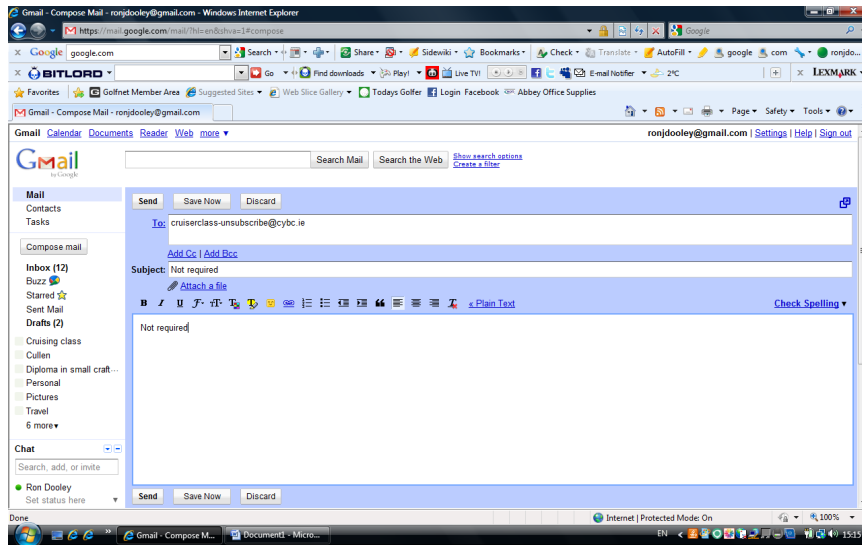 Gmail - Compose Mail - ronjdooley@gmail.com - Windows Internet Explorer
https://mail.google.com/mail/?hl=en&shva=1#compose Google
Google google.com Search Share Sidewiki Bookmarks Check Translate AutoFill google com ronjdo...
BITLORD Go Find downloads Play! Live TV! E-mail Notifier 2°C LEXMARK
Favorites Golfnet Member Area Suggested Sites Web Slice Gallery Todays Golfer Login Facebook Abbey Office Supplies
Gmail - Compose Mail - ronjdooley@gmail.com Page Safety Tools
Gmail Calendar Documents Reader Web more ▼ ronjdooley@gmail.com | Settings | Help | Sign out
Gmail by Google Search Mail Search the Web Show search options
Create a filter
Mail
Contacts
Tasks
Compose mail
Inbox (12)
Buzz
Starred
Sent Mail
Drafts (2)
Cruising class
Cullen
Diploma in small craft...
Personal
Pictures
Travel
6 more▼
Chat
Search, add, or invite
Ron Dooley
Set status here
Send Save Now Discard
To: cruiserclass-unsubscribe@cybc.ie
Add Cc | Add Bcc
Subject: Not required
Attach a file
B I U « Plain Text Check Spelling ▼
Not required
Send Save Now Discard
Done Internet | Protected Mode: On 100%
Gmail - Compose M... Document1 - Micro... EN 15:15